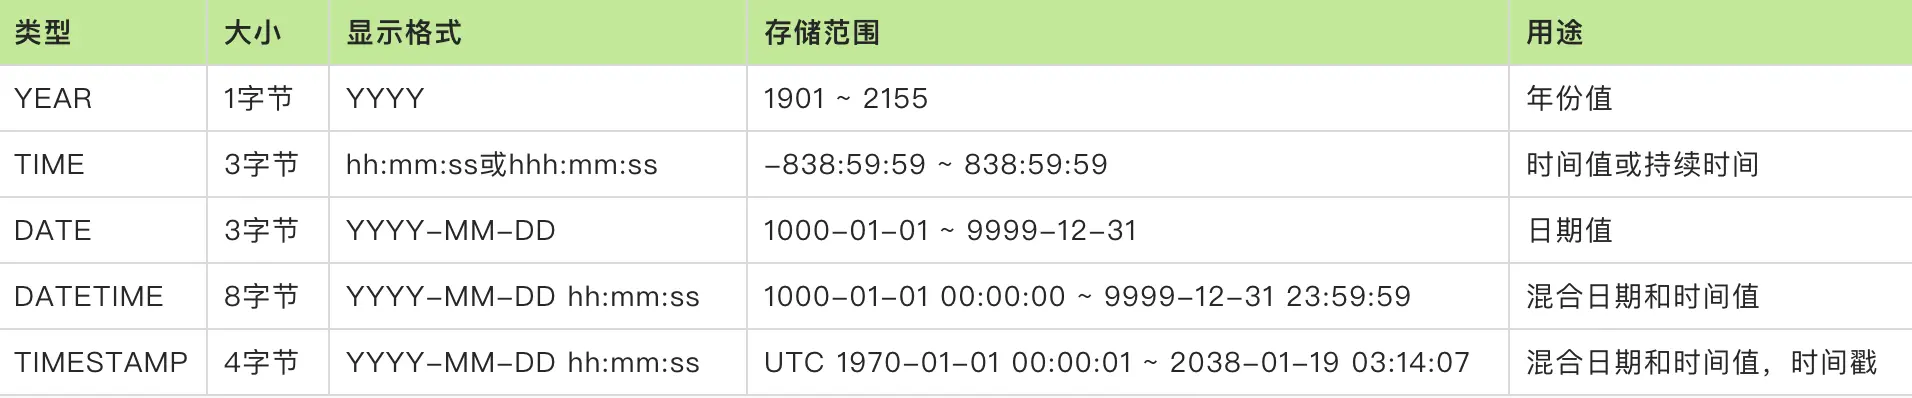 类型 大小 显示格式 存储范围 用途
YEAR 1字节 YYYY 1901 ~ 2155 年份值
TIME 3字节 hh:mm:ss或hhh:mm:ss -838:59:59 ~ 838:59:59 时间值或持续时间
DATE 3字节 YYYY-MM-DD 1000-01-01 ~ 9999-12-31 日期值
DATETIME 8字节 YYYY-MM-DD hh:mm:ss 1000-01-01 00:00:00 ~ 9999-12-31 23:59:59 混合日期和时间值
TIMESTAMP 4字节 YYYY-MM-DD hh:mm:ss UTC 1970-01-01 00:00:01 ~ 2038-01-19 03:14:07 混合日期和时间值，时间戳